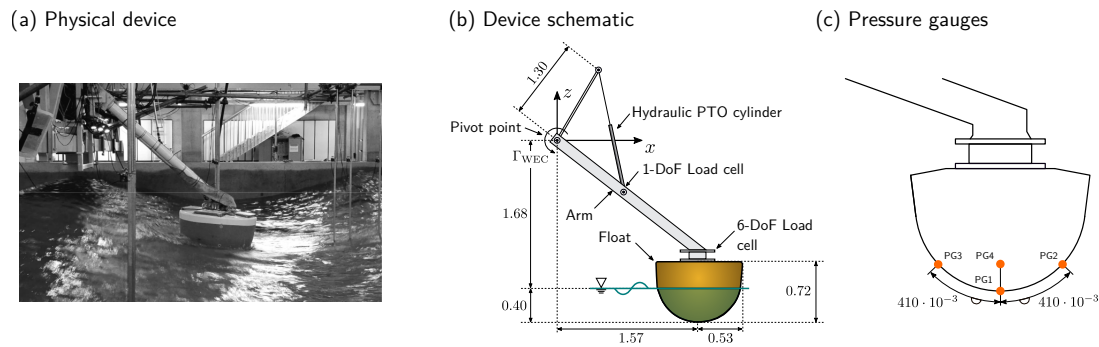 (a) Physical device
(b) Device schematic
(c) Pressure gauges
1.30
z
Hydraulic PTO cylinder
Pivot point
x
Γ_WEC
1-DoF Load cell
1.68
Arm
6-DoF Load
cell
Float
0.72
0.40
1.57
0.53
PG3
PG4
PG2
PG1
410 · 10⁻³
410 · 10⁻³